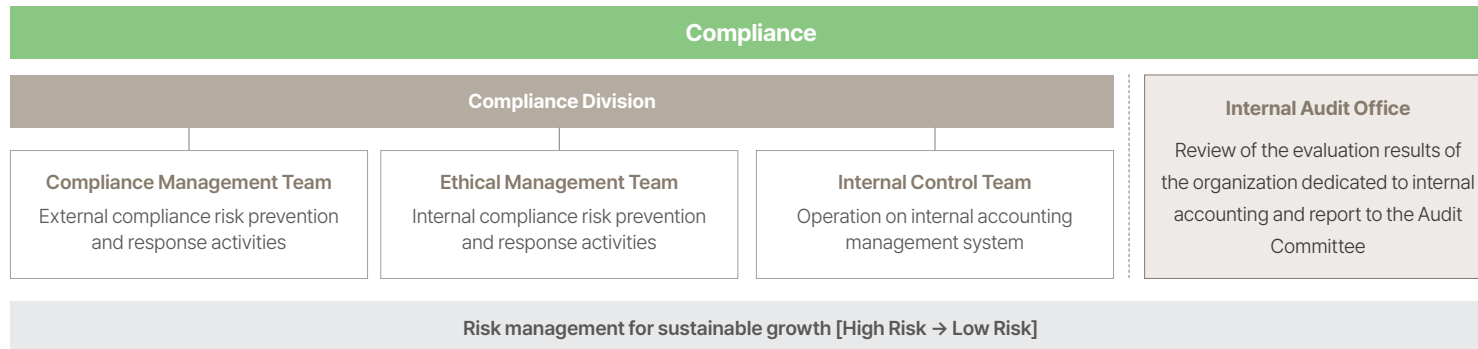 Compliance
Compliance Division
Compliance Management Team
External compliance risk prevention
and response activities
Ethical Management Team
Internal compliance risk prevention
and response activities
Internal Control Team
Operation on internal accounting
management system
Internal Audit Office
Review of the evaluation results of
the organization dedicated to internal
accounting and report to the Audit
Committee
Risk management for sustainable growth [High Risk → Low Risk]